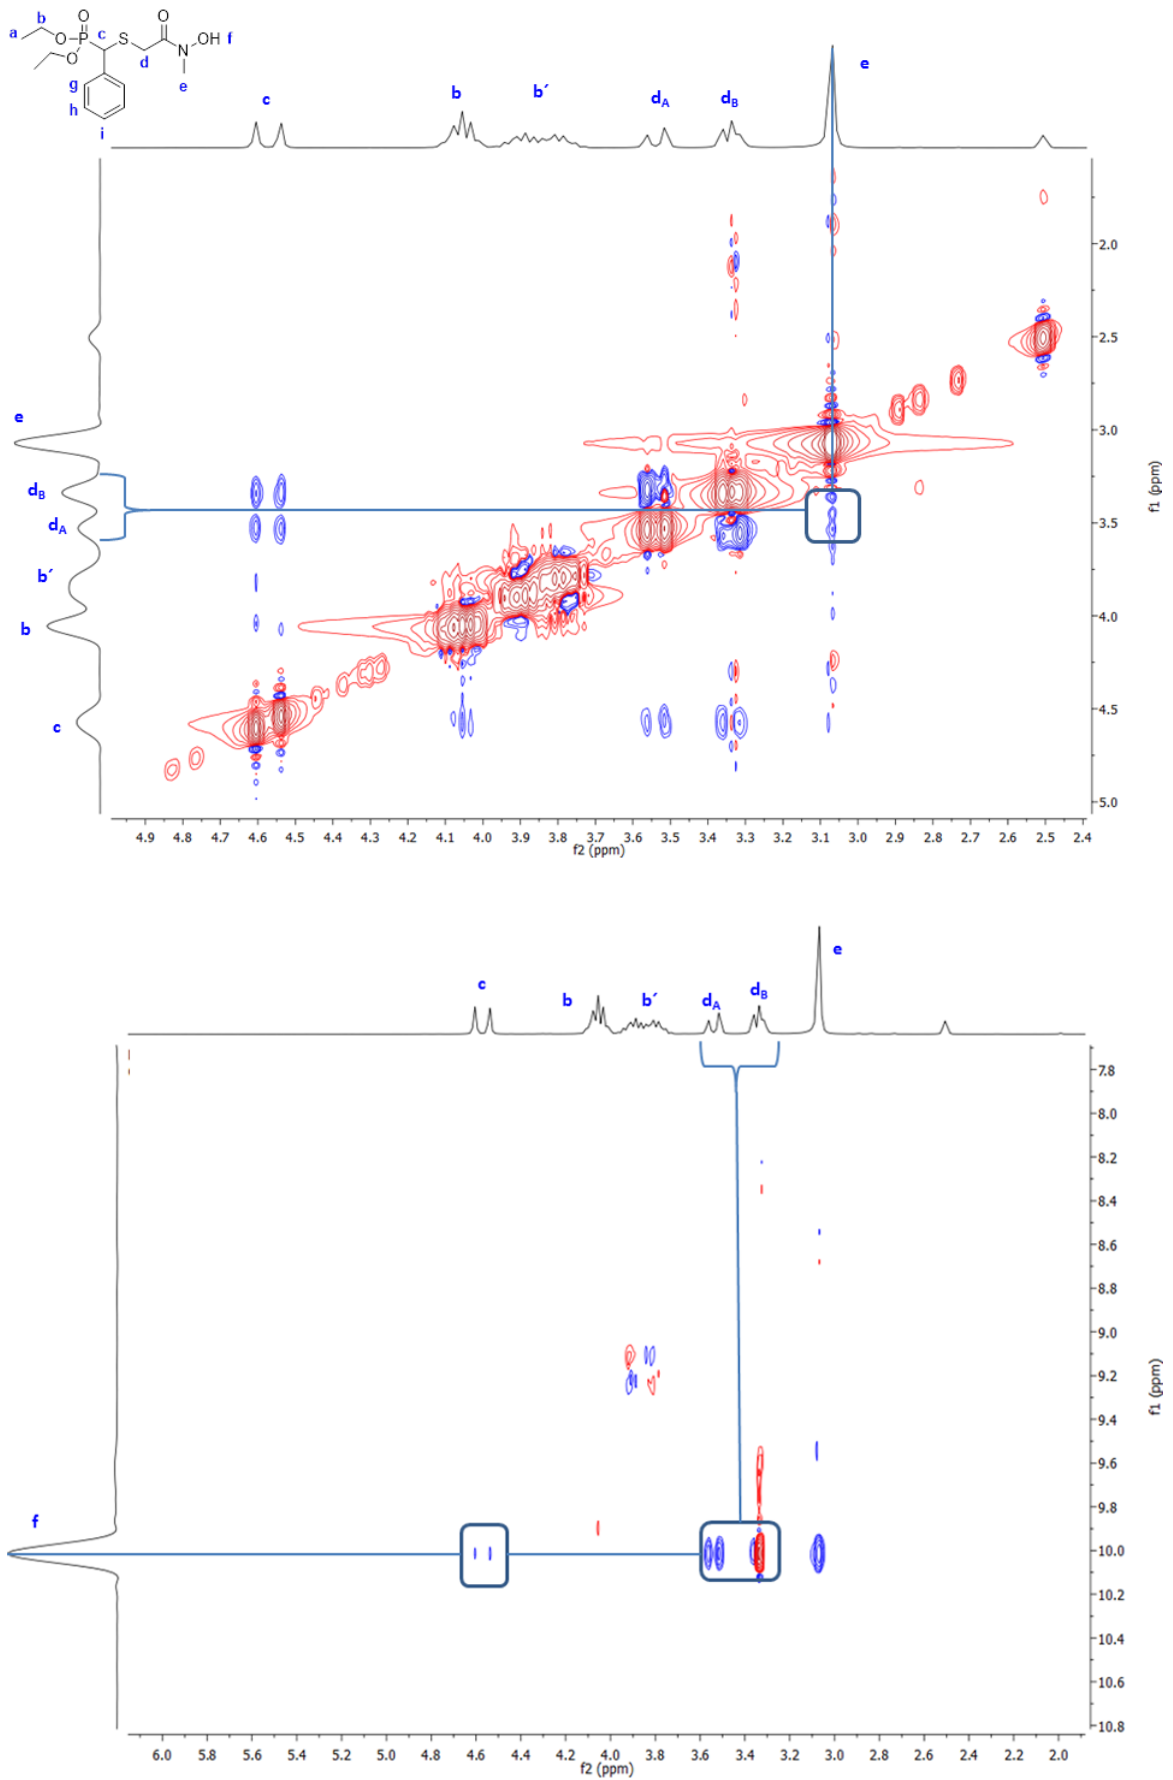 O
b
O
a
O
P
c
S
OH
f
O
N
d
g
e
h
i
c
b
b´
dA
dB
e
2.0
2.5
e
3.0
dB
dA
3.5
b´
b
4.0
c
4.5
5.0
f1 (ppm)
4.9 4.8 4.7 4.6 4.5 4.4 4.3 4.2 4.1 4.0 3.9 3.8 3.7 3.6 3.5 3.4 3.3 3.2 3.1 3.0 2.9 2.8 2.7 2.6 2.5 2.4
f2 (ppm)
c
b
b´
dA
dB
e
7.8
8.0
8.2
8.4
8.6
8.8
9.0
9.2
9.4
9.6
9.8
f
10.0
10.2
10.4
10.6
10.8
f1 (ppm)
6.0 5.8 5.6 5.4 5.2 5.0 4.8 4.6 4.4 4.2 4.0 3.8 3.6 3.4 3.2 3.0 2.8 2.6 2.4 2.2 2.0
f2 (ppm)